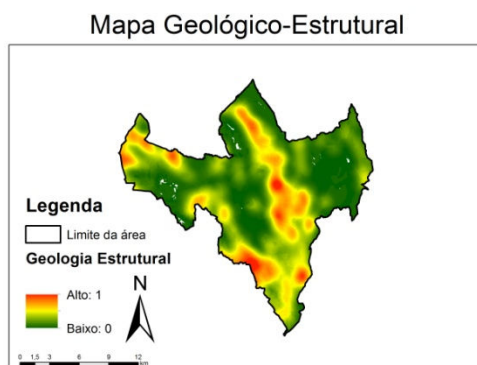 Mapa Geológico-Estrutural
Legenda
Limite da área
Geologia Estrutural
Alto: 1
Baixo: 0
N
0 1,5 3 6 9 12
km